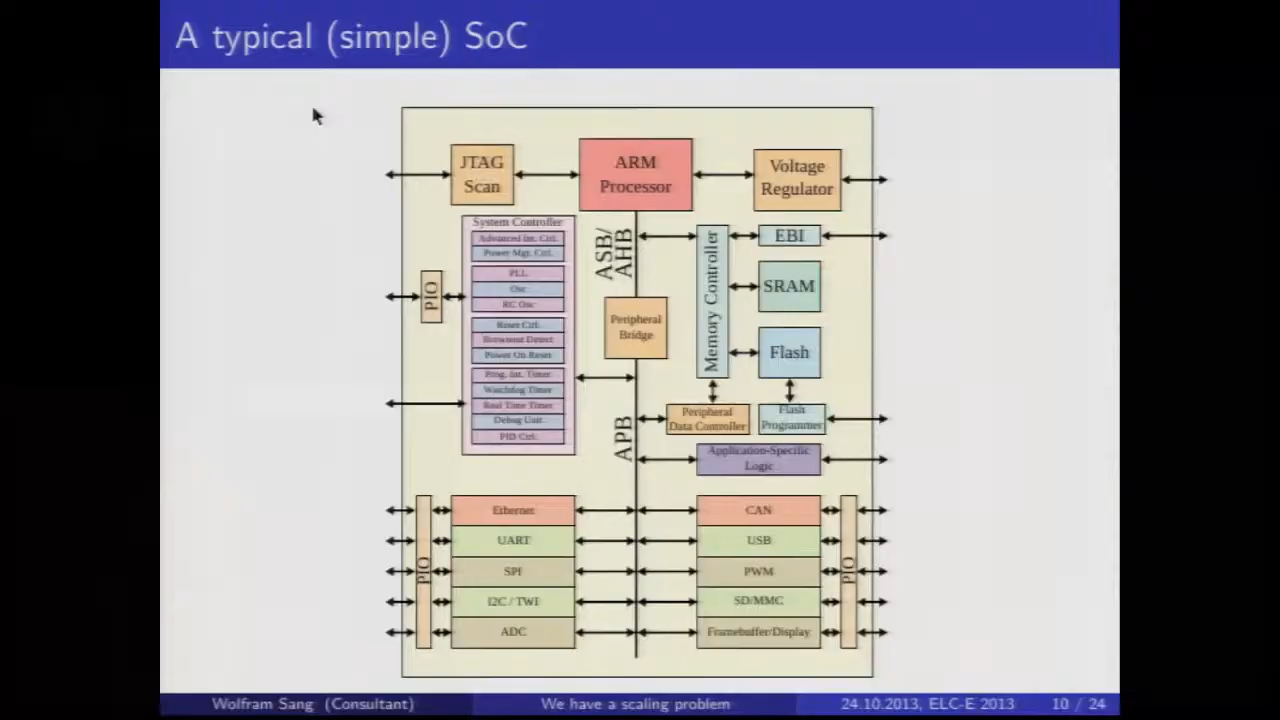 A typical (simple) SoC
JTAG
Scan
ARM
Processor
Voltage
Regulator
System Controller
Advanced Int. Ctrl.
Power Mgt. Ctrl.
PLL
Osc
RC Osc
Reset Ctrl.
Brownout Detect
Power On Reset
Prog. Int. Timer
Watchdog Timer
Real Time Timer
Debug Unit
PID Ctrl.
PIO
ASB/
AHB
Peripheral
Bridge
APB
Memory Controller
EBI
SRAM
Flash
Peripheral
Data Controller
Flash
Programmer
Application-Specific
Logic
PIO
Ethernet
UART
SPI
I2C / TWI
ADC
CAN
USB
PWM
SD/MMC
Framebuffer/Display
PIO
Wolfram Sang (Consultant)
We have a scaling problem
24.10.2013, ELC-E 2013
10 / 24